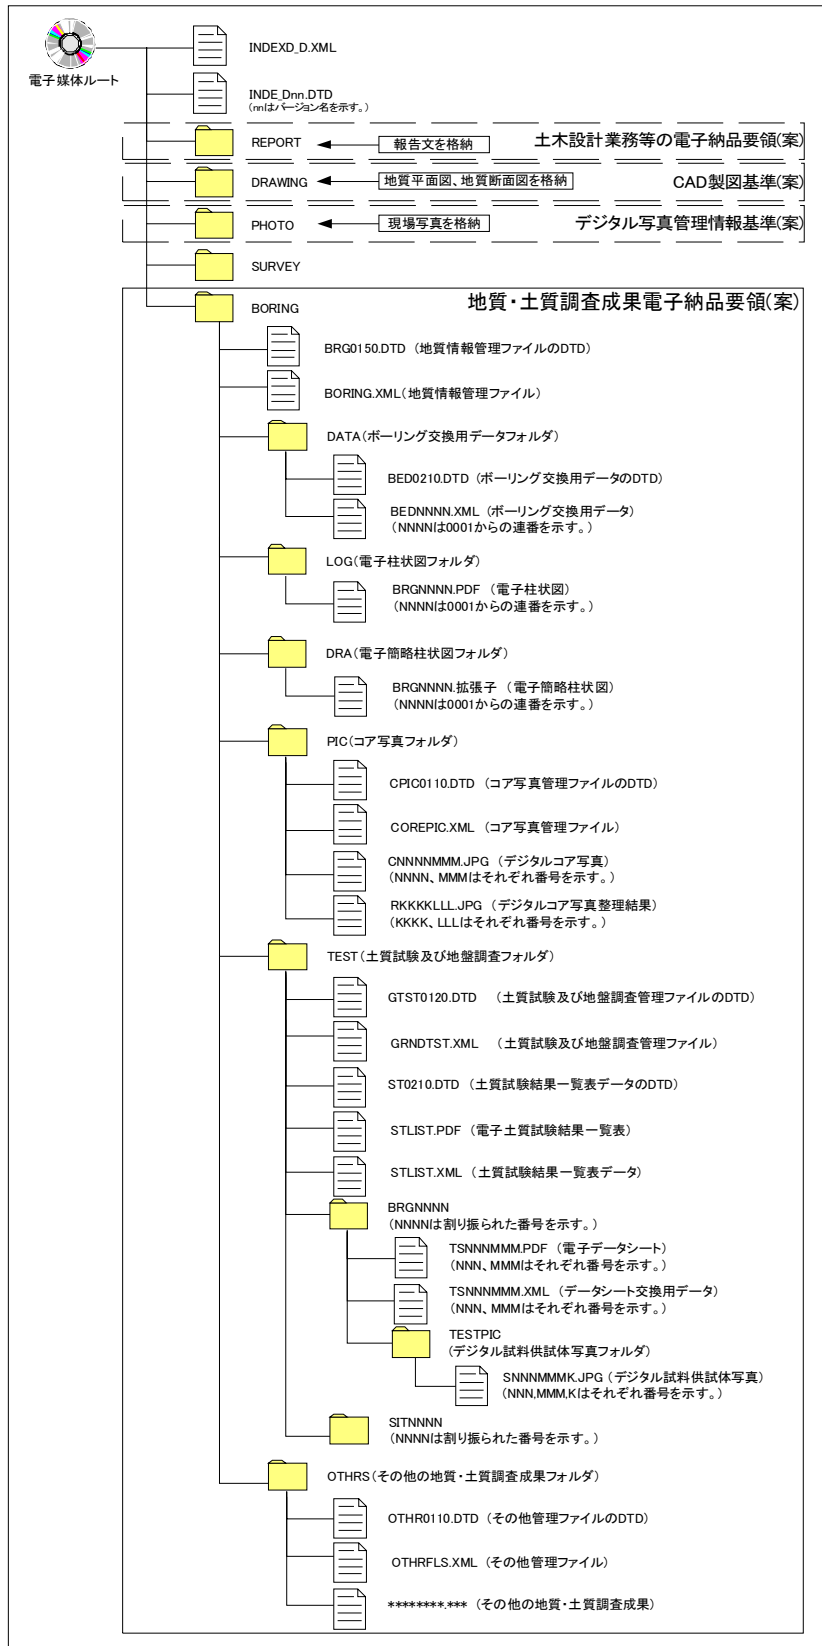 電子媒体ルート
INDEXD_D.XML
INDE_Dnn.DTD
(nnはバージョン名を示す。)
REPORT
報告文を格納
土木設計業務等の電子納品要領(案)
DRAWING
地質平面図、地質断面図を格納
CAD製図基準(案)
PHOTO
現場写真を格納
デジタル写真管理情報基準(案)
SURVEY
BORING
地質・土質調査成果電子納品要領(案)
BRG0150.DTD (地質情報管理ファイルのDTD)
BORING.XML(地質情報管理ファイル)
DATA(ボーリング交換用データフォルダ)
BED0210.DTD (ボーリング交換用データのDTD)
BEDNNNN.XML (ボーリング交換用データ)
(NNNNは0001からの連番を示す。)
LOG(電子柱状図フォルダ)
BRGNNNN.PDF (電子柱状図)
(NNNNは0001からの連番を示す。)
DRA(電子簡略柱状図フォルダ)
BRGNNNN.拡張子 (電子簡略柱状図)
(NNNNは0001からの連番を示す。)
PIC(コア写真フォルダ)
CPIC0110.DTD (コア写真管理ファイルのDTD)
COREPIC.XML (コア写真管理ファイル)
CNNNNMMM.JPG (デジタルコア写真)
(NNNN、MMMはそれぞれ番号を示す。)
RKKKKLLL.JPG (デジタルコア写真整理結果)
(KKKK、LLLはそれぞれ番号を示す。)
TEST(土質試験及び地盤調査フォルダ)
GTST0120.DTD (土質試験及び地盤調査管理ファイルのDTD)
GRNDTST.XML (土質試験及び地盤調査管理ファイル)
ST0210.DTD (土質試験結果一覧表データのDTD)
STLIST.PDF (電子土質試験結果一覧表)
STLIST.XML (土質試験結果一覧表データ)
BRGNNNN
(NNNNは割り振られた番号を示す。)
TSNNNMMM.PDF (電子データシート)
(NNN、MMMはそれぞれ番号を示す。)
TSNNNMMM.XML (データシート交換用データ)
(NNN、MMMはそれぞれ番号を示す。)
TESTPIC
(デジタル試料供試体写真フォルダ)
SNNNMMMK.JPG (デジタル試料供試体写真)
(NNN,MMM,Kはそれぞれ番号を示す。)
SITNNNN
(NNNNは割り振られた番号を示す。)
OTHRS(その他の地質・土質調査成果フォルダ)
OTHR0110.DTD (その他管理ファイルのDTD)
OTHRFLS.XML (その他管理ファイル)
********.*** (その他の地質・土質調査成果)